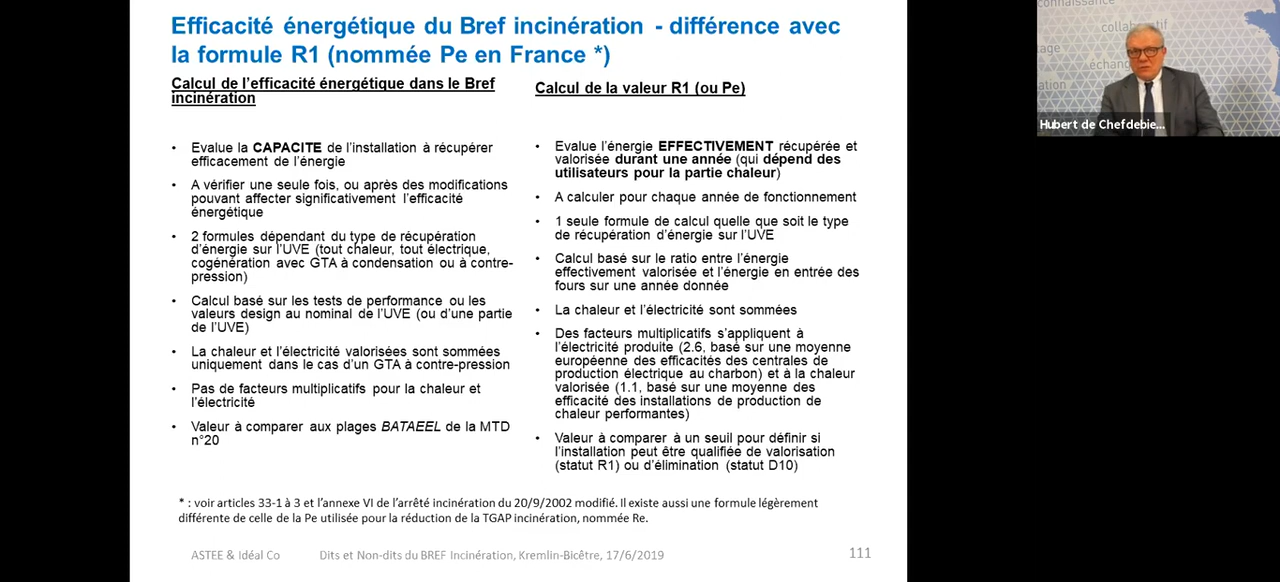 Efficacité énergétique du Bref incinération - différence avec
la formule R1 (nommée Pe en France *)
Calcul de l'efficacité énergétique dans le Bref
incinération
• Evalue la CAPACITE de l'installation à récupérer
efficacement de l'énergie
• A vérifier une seule fois, ou après des modifications
pouvant affecter significativement l'efficacité
énergétique
• 2 formules dépendant du type de récupération
d'énergie sur l'UVE (tout chaleur, tout électrique,
cogénération avec GTA à condensation ou à contre-
pression)
• Calcul basé sur les tests de performance ou les
valeurs design au nominal de l'UVE (ou d'une partie
de l'UVE)
• La chaleur et l'électricité valorisées sont sommées
uniquement dans le cas d'un GTA à contre-pression
• Pas de facteurs multiplicatifs pour la chaleur et
l'électricité
• Valeur à comparer aux plages BATAEEL de la MTD
n°20
Calcul de la valeur R1 (ou Pe)
• Evalue l'énergie EFFECTIVEMENT récupérée et
valorisée durant une année (qui dépend des
utilisateurs pour la partie chaleur)
• A calculer pour chaque année de fonctionnement
• 1 seule formule de calcul quelle que soit le type
de récupération d'énergie sur l'UVE
• Calcul basé sur le ratio entre l'énergie
effectivement valorisée et l'énergie en entrée des
fours sur une année donnée
• La chaleur et l'électricité sont sommées
• Des facteurs multiplicatifs s'appliquent à
l'électricité produite (2.6, basé sur une moyenne
européenne des efficacités des centrales de
production électrique au charbon) et à la chaleur
valorisée (1.1, basé sur une moyenne des
efficacité des installations de production de
chaleur performantes)
• Valeur à comparer à un seuil pour définir si
l'installation peut être qualifiée de valorisation
(statut R1) ou d'élimination (statut D10)
* : voir articles 33-1 à 3 et l'annexe VI de l'arrêté incinération du 20/9/2002 modifié. Il existe aussi une formule légèrement
différente de celle de la Pe utilisée pour la réduction de la TGAP incinération, nommée Re.
ASTEE & Idéal Co Dits et Non-dits du BREF Incinération, Kremlin-Bicêtre, 17/6/2019 111
connaissance
collaboratif
échang
Hubert de Chefdebie...